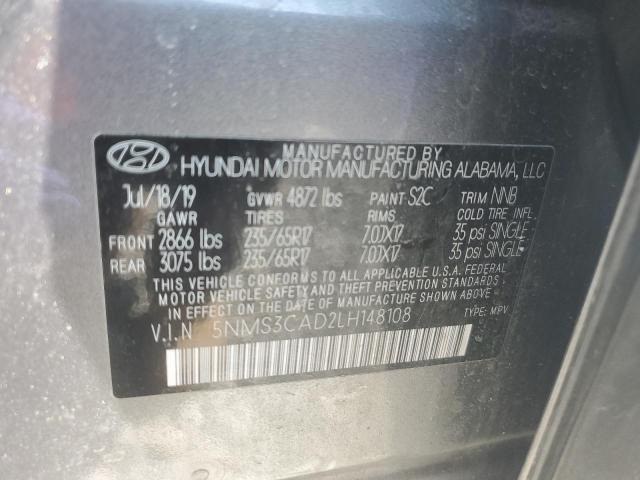 MANUFACTURED BY
HYUNDAI MOTOR MANUFACTURING ALABAMA, LLC
Jul/18/19 GVWR 4872 lbs PAINT S2C TRIM NNB
GAWR TIRES RIMS COLD TIRE INFL.
FRONT 2866 lbs 235/65R17 7.0JX17 35 psi SINGLE
REAR 3075 lbs 235/65R17 7.0JX17 35 psi SINGLE
THIS VEHICLE CONFORMS TO ALL APPLICABLE U.S.A. FEDERAL
MOTOR VEHICLE SAFETY, BUMPER, AND THEFT PREVENTION STANDARDS
IN EFFECT ON THE DATE OF MANUFACTURE SHOWN ABOVE.
V.I.N 5NMS3CAD2LH148108 TYPE: MPV